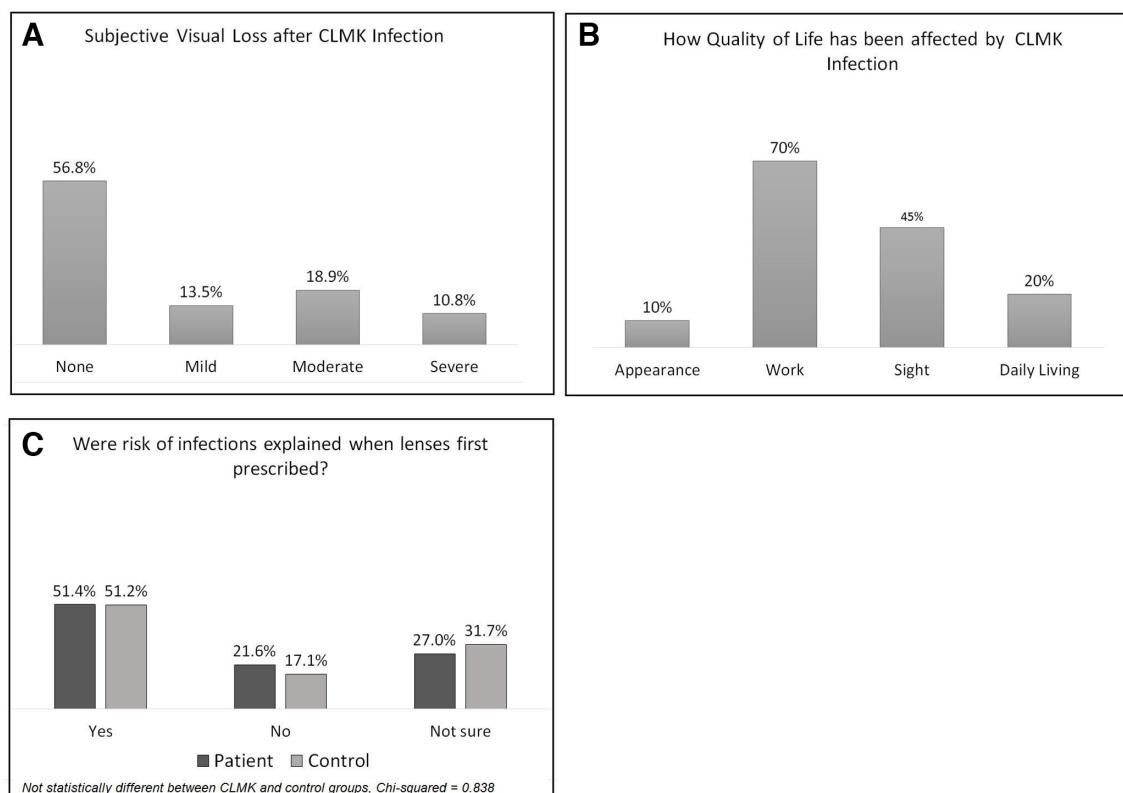 A
Subjective Visual Loss after CLMK Infection
56.8%
13.5%
18.9%
10.8%
None Mild Moderate Severe
B
How Quality of Life has been affected by CLMK
Infection
10%
70%
45%
20%
Appearance Work Sight Daily Living
C
Were risk of infections explained when lenses first
prescribed?
51.4% 51.2%
21.6% 17.1%
27.0% 31.7%
Yes No Not sure
Patient Control
Not statistically different between CLMK and control groups, Chi-squared = 0.838